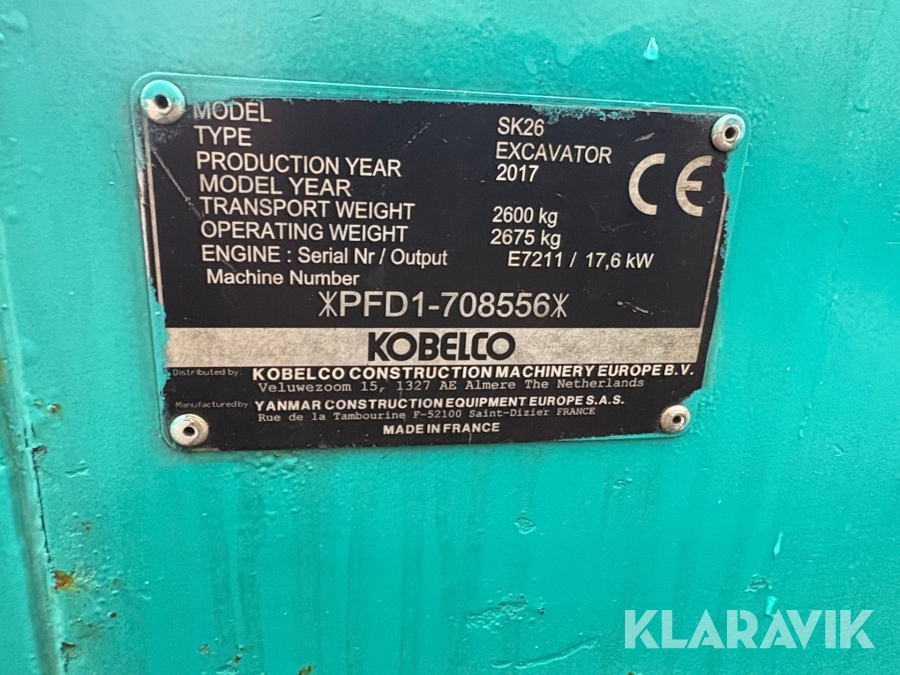 MODEL SK26
TYPE EXCAVATOR
PRODUCTION YEAR 2017
MODEL YEAR
TRANSPORT WEIGHT 2600 kg
OPERATING WEIGHT 2675 kg
ENGINE : Serial Nr / Output E7211 / 17,6 kW
Machine Number
ӾPFD1-708556Ӿ
CE
KOBELCO
Distributed by: KOBELCO CONSTRUCTION MACHINERY EUROPE B.V.
Veluwezoom 15, 1327 AE Almere The Netherlands
Manufactured by: YANMAR CONSTRUCTION EQUIPMENT EUROPE S.A.S.
Rue de la Tambourine F-52100 Saint-Dizier FRANCE
MADE IN FRANCE
KLARAVIK